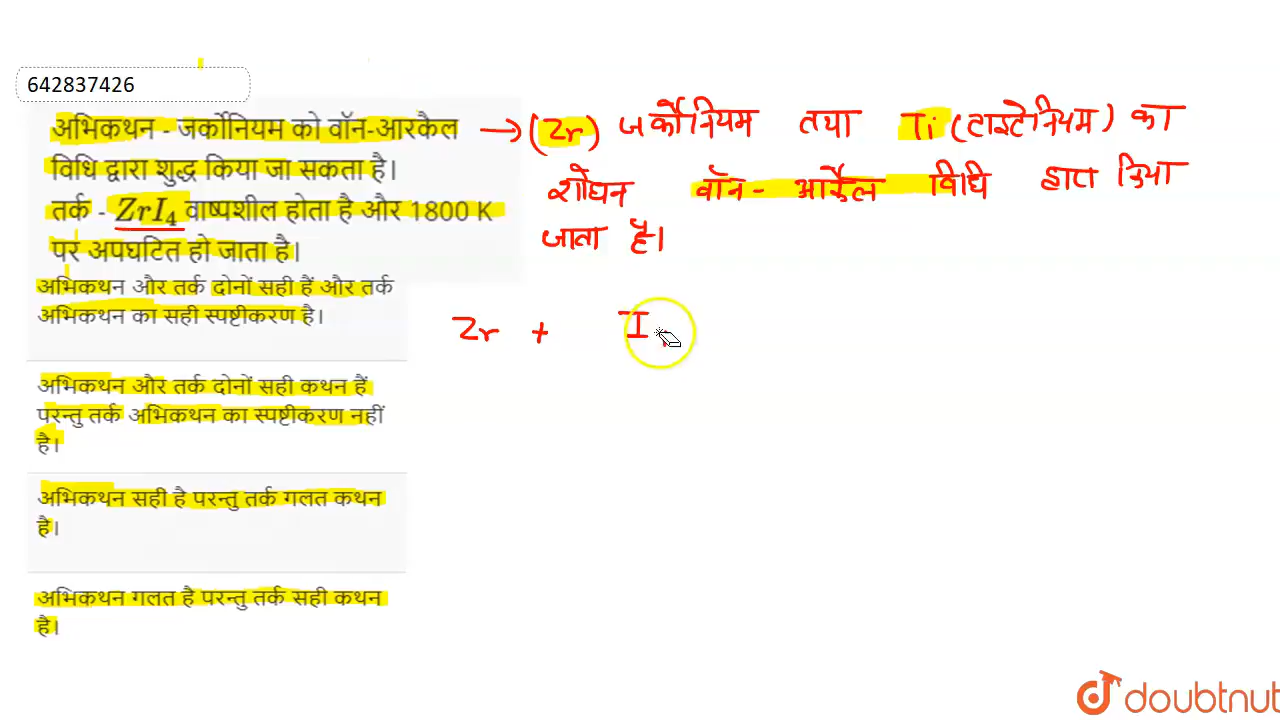 642837426
अभिकथन - जर्कोनियम को वॉन-आरकैल
विधि द्वारा शुद्ध किया जा सकता है।
तर्क - ZrI₄ वाष्पशील होता है और 1800 K
पर अपघटित हो जाता है।
अभिकथन और तर्क दोनों सही हैं और तर्क
अभिकथन का सही स्पष्टीकरण है।
अभिकथन और तर्क दोनों सही कथन हैं
परन्तु तर्क अभिकथन का स्पष्टीकरण नहीं
है।
अभिकथन सही है परन्तु तर्क गलत कथन
है।
अभिकथन गलत है परन्तु तर्क सही कथन
है।
→ (Zr) जर्कोनियम तथा Ti (टाइटेनियम) का
शोधन वॉन - आर्कैल विधि द्वारा किया
जाता है।
Zr + I
doubtnut